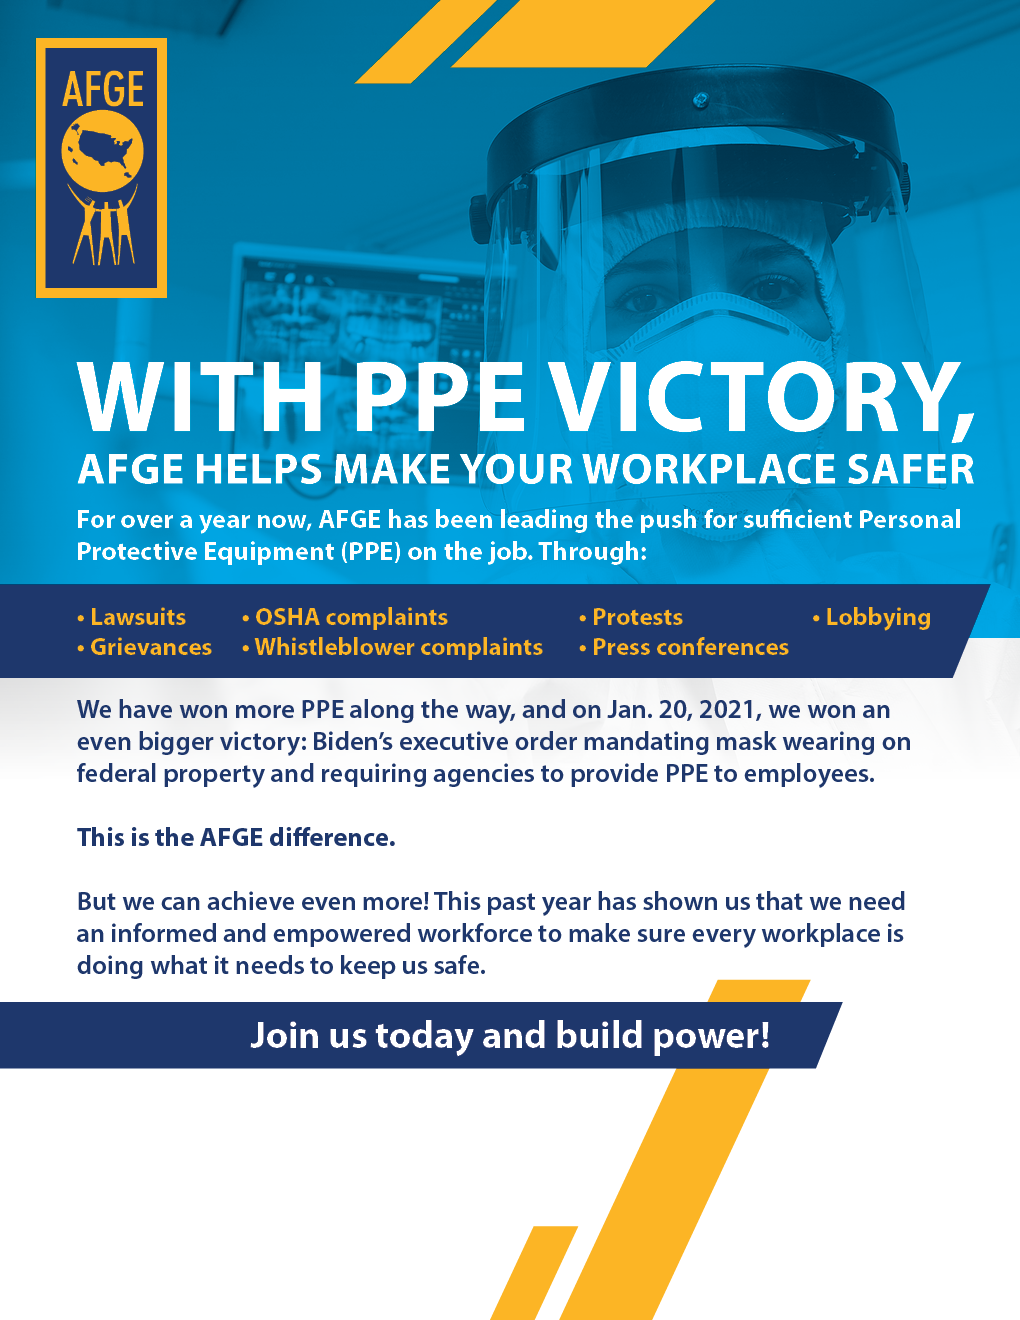 AFGE
WITH PPE VICTORY,
AFGE HELPS MAKE YOUR WORKPLACE SAFER
For over a year now, AFGE has been leading the push for sufficient Personal
Protective Equipment (PPE) on the job. Through:
• Lawsuits • OSHA complaints • Protests • Lobbying
• Grievances • Whistleblower complaints • Press conferences
We have won more PPE along the way, and on Jan. 20, 2021, we won an
even bigger victory: Biden’s executive order mandating mask wearing on
federal property and requiring agencies to provide PPE to employees.
This is the AFGE difference.
But we can achieve even more! This past year has shown us that we need
an informed and empowered workforce to make sure every workplace is
doing what it needs to keep us safe.
Join us today and build power!